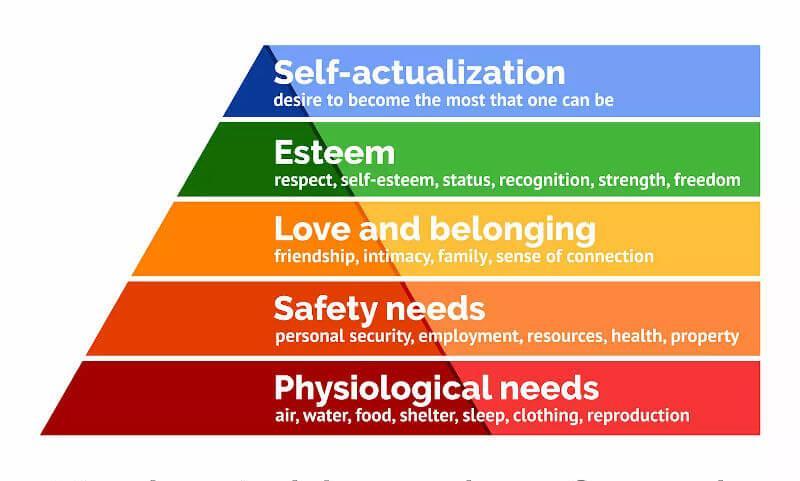 Self-actualization
desire to become the most that one can be
Esteem
respect, self-esteem, status, recognition, strength, freedom
Love and belonging
friendship, intimacy, family, sense of connection
Safety needs
personal security, employment, resources, health, property
Physiological needs
air, water, food, shelter, sleep, clothing, reproduction